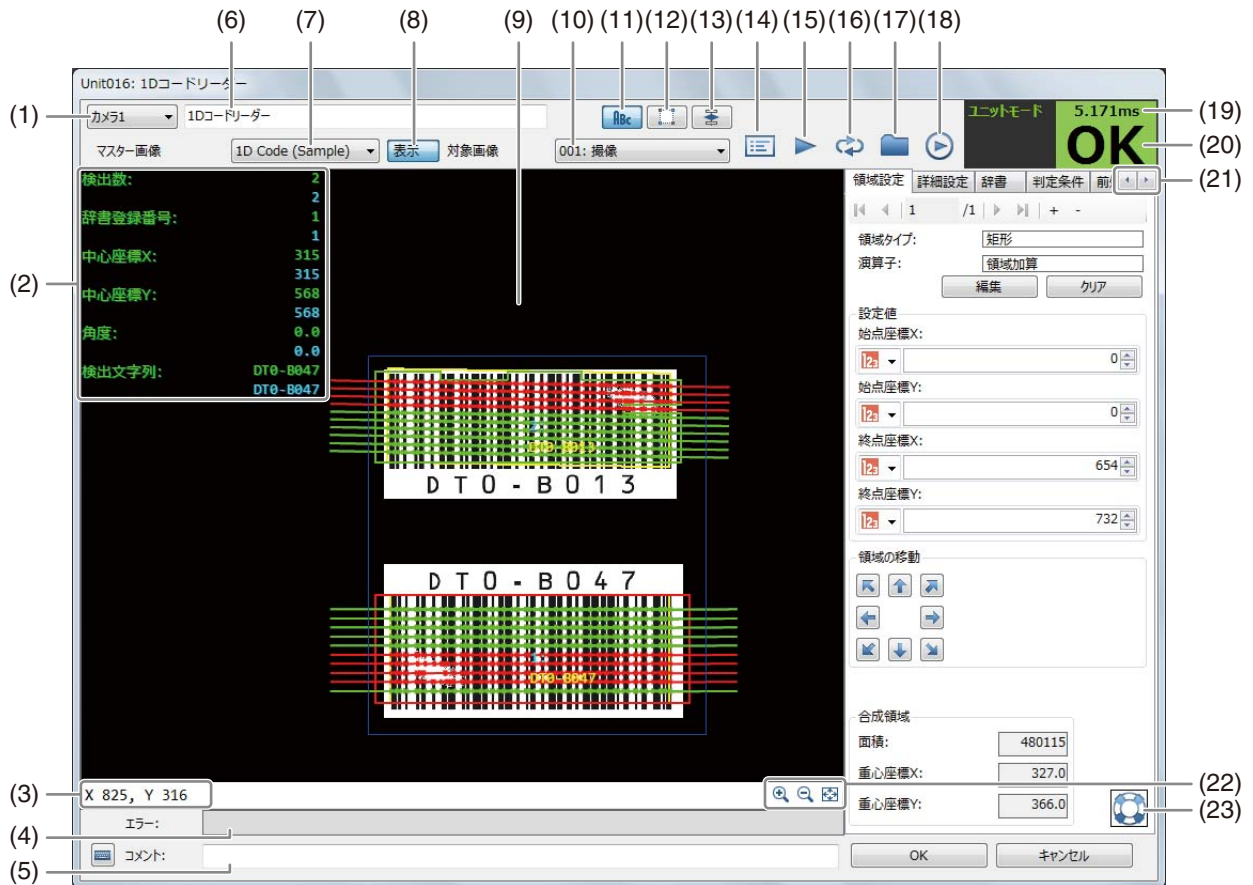 (6) (7) (8) (9) (10) (11) (12) (13) (14) (15) (16) (17) (18)
Unit016: 1Dコードリーダー
(1) カメラ1 1Dコードリーダー ABC ユニットモード 5.171ms (19)
マスター画像 1D Code (Sample) 表示 対象画像 001: 撮像 OK (20)
検出数: 2
2
辞書登録番号: 1
1
中心座標X: 315
315
(2) 中心座標Y: 568
568
角度: 0.0
0.0
検出文字列: DT0-B047
DT0-B047
DT0-B013
DT0-B013
DT0-B047
1
DT0-B047
領域設定 詳細設定 辞書 判定条件 (21)
1 /1 + -
領域タイプ: 矩形
演算子: 領域加算
編集 クリア
設定値
始点座標X:
123 0
始点座標Y:
123 0
終点座標X:
123 654
終点座標Y:
123 732
領域の移動
合成領域
面積: 480115
重心座標X: 327.0
重心座標Y: 366.0
(3) X 825, Y 316 (22)
(23)
(4) エラー:
(5) コメント: OK キャンセル